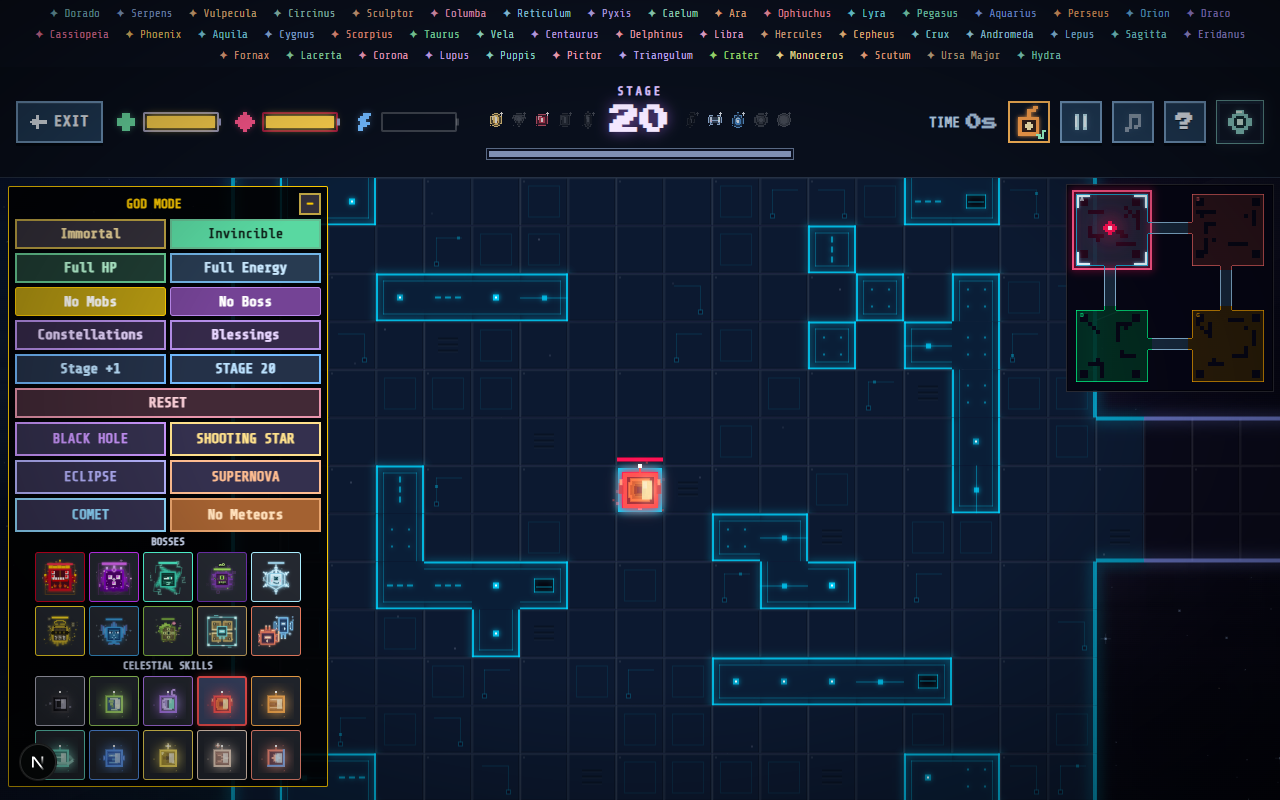 Dorado Serpens Vulpecula Circinus Sculptor Columba Reticulum Pyxis Caelum Ara Ophiuchus Lyra Pegasus Aquarius Perseus Orion Draco
Cassiopeia Phoenix Aquila Cygnus Scorpius Taurus Vela Centaurus Delphinus Libra Hercules Cepheus Crux Andromeda Lepus Sagitta Eridanus
Fornax Lacerta Corona Lupus Puppis Pictor Triangulum Crater Monoceros Scutum Ursa Major Hydra
EXIT
STAGE
20
TIME 0s
?
GOD MODE
Immortal Invincible
Full HP Full Energy
No Mobs No Boss
Constellations Blessings
Stage +1 STAGE 20
RESET
BLACK HOLE SHOOTING STAR
ECLIPSE SUPERNOVA
COMET No Meteors
BOSSES
CELESTIAL SKILLS
N